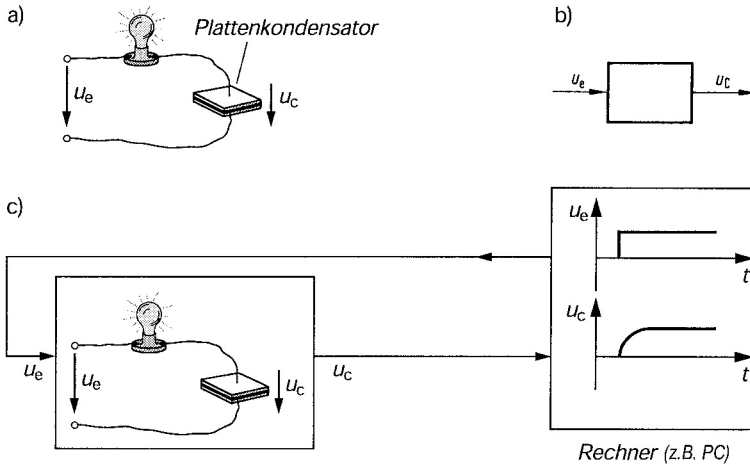 a)
Plattenkondensator
u_e
u_c
b)
u_e
u_c
c)
u_e
t
u_c
t
u_e
u_e
u_c
u_c
Rechner (z.B. PC)